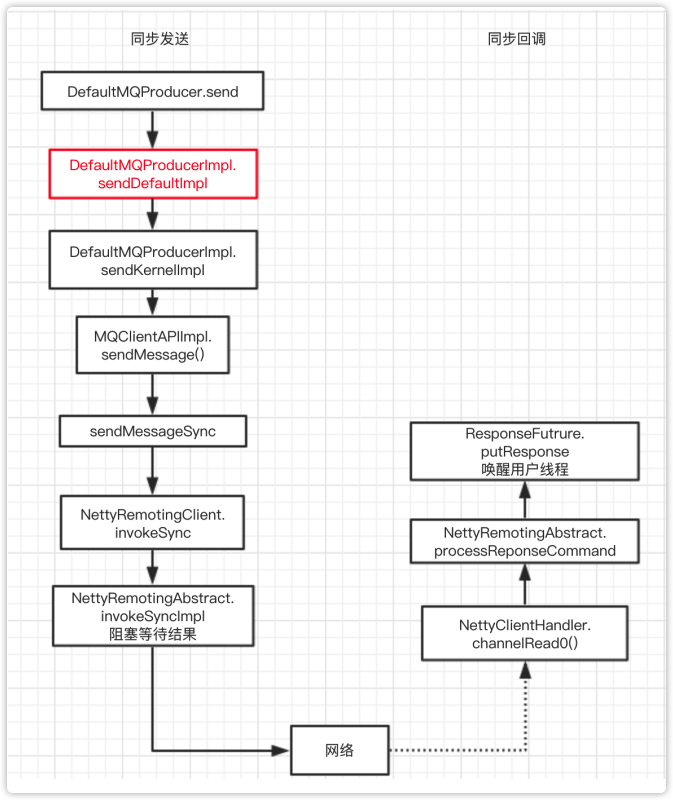 同步发送
同步回调
DefaultMQProducer.send
DefaultMQProducerImpl.
sendDefaultImpl
DefaultMQProducerImpl.
sendKernelImpl
MQClientAPIImpl.
sendMessage()
sendMessageSync
NettyRemotingClient.
invokeSync
NettyRemotingAbstract.
invokeSyncImpl
阻塞等待结果
网络
NettyClientHandler.
channelRead0()
NettyRemotingAbstract.
processReponseCommand
ResponseFutrure.
putResponse
唤醒用户线程